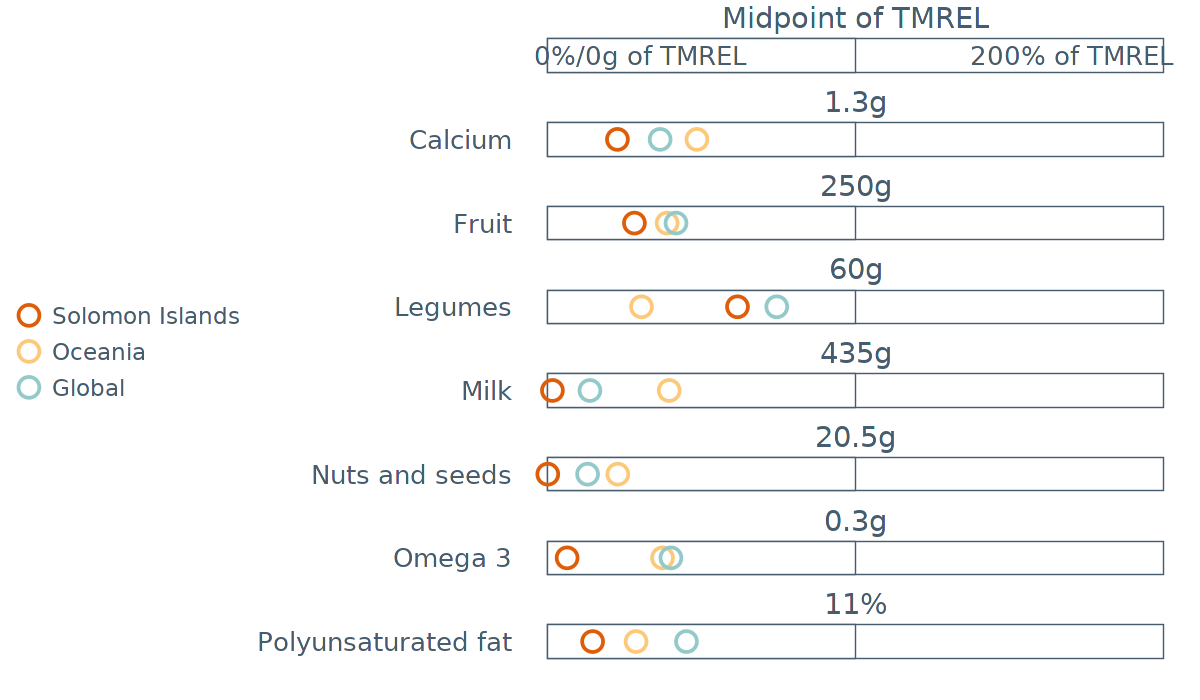 Midpoint of TMREL
0%/0g of TMREL 200% of TMREL
1.3g
Calcium
250g
Fruit
60g
Legumes
435g
Milk
20.5g
Nuts and seeds
0.3g
Omega 3
11%
Polyunsaturated fat
Solomon Islands
Oceania
Global